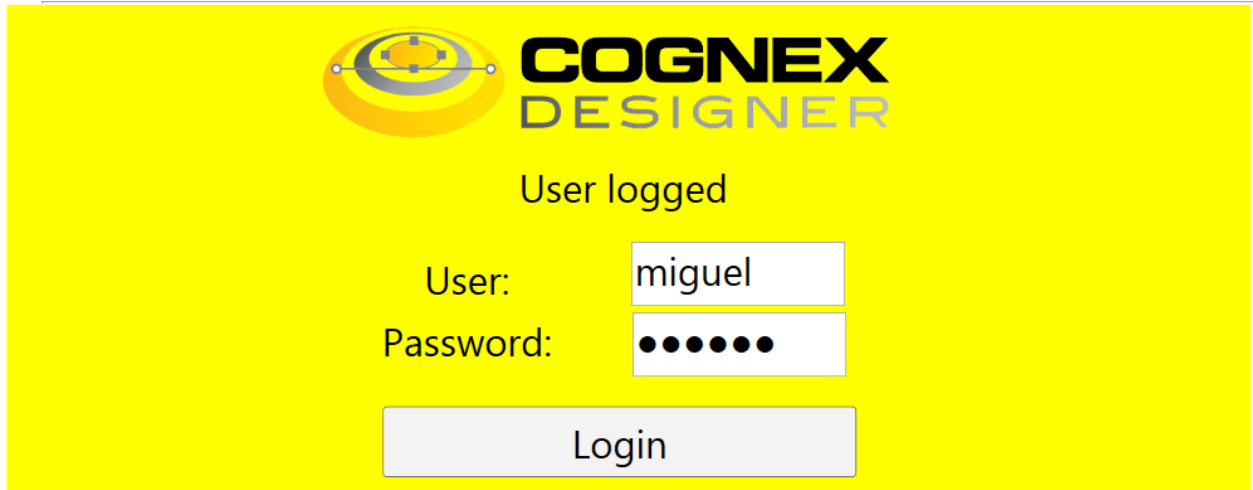 COGNEX
DESIGNER
User logged
User: miguel
Password: ●●●●●●
Login